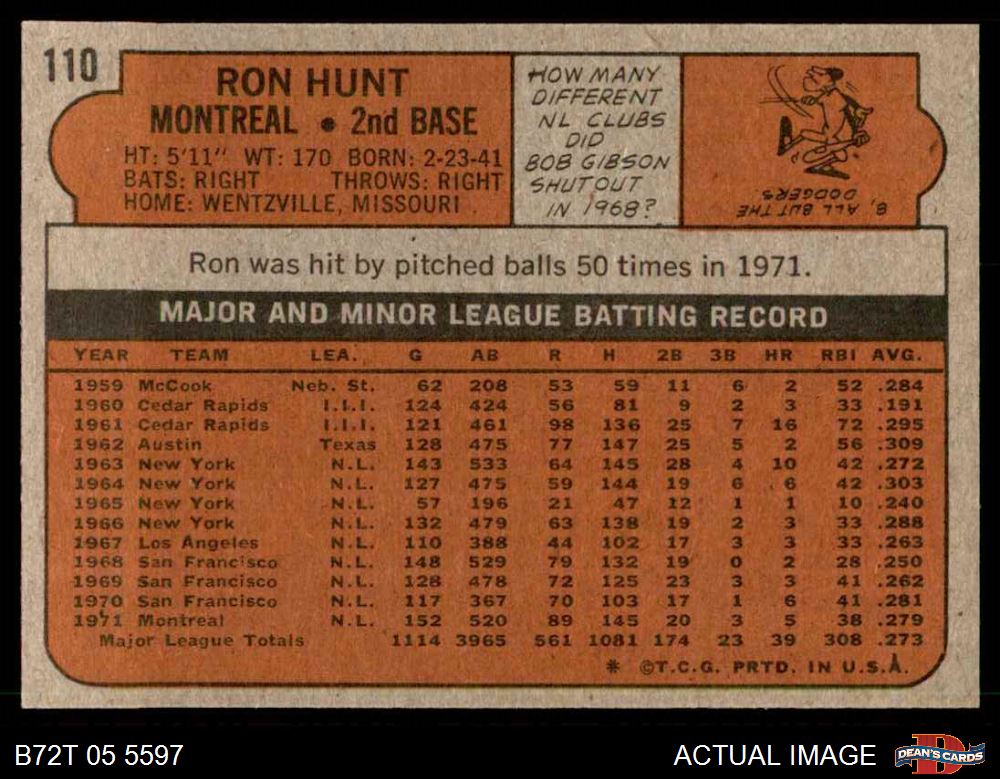 110
RON HUNT
MONTREAL • 2nd BASE
HT: 5'11" WT: 170 BORN: 2-23-41
BATS: RIGHT THROWS: RIGHT
HOME: WENTZVILLE, MISSOURI
HOW MANY
DIFFERENT
NL CLUBS
DID
BOB GIBSON
SHUTOUT
IN 1968?
8, ALL BUT THE
DODGERS.
Ron was hit by pitched balls 50 times in 1971.
MAJOR AND MINOR LEAGUE BATTING RECORD
YEAR TEAM LEA. G AB R H 2B 3B HR RBI AVG.
1959 McCook Neb. St. 62 208 53 59 11 6 2 52 .284
1960 Cedar Rapids I.I.I. 124 424 56 81 9 2 3 33 .191
1961 Cedar Rapids I.I.I. 121 461 98 136 25 7 16 72 .295
1962 Austin Texas 128 475 77 147 25 5 2 56 .309
1963 New York N.L. 143 533 64 145 28 4 10 42 .272
1964 New York N.L. 127 475 59 144 19 6 6 42 .303
1965 New York N.L. 57 196 21 47 12 1 1 10 .240
1966 New York N.L. 132 479 63 138 19 2 3 33 .288
1967 Los Angeles N.L. 110 388 44 102 17 3 3 33 .263
1968 San Francisco N.L. 148 529 79 132 19 0 2 28 .250
1969 San Francisco N.L. 128 478 72 125 23 3 3 41 .262
1970 San Francisco N.L. 117 367 70 103 17 1 6 41 .281
1971 Montreal N.L. 152 520 89 145 20 3 5 38 .279
Major League Totals 1114 3965 561 1081 174 23 39 308 .273
* ©T.C.G. PRTD. IN U.S.A.
B72T 05 5597
ACTUAL IMAGE
D
DEAN'S CARDS